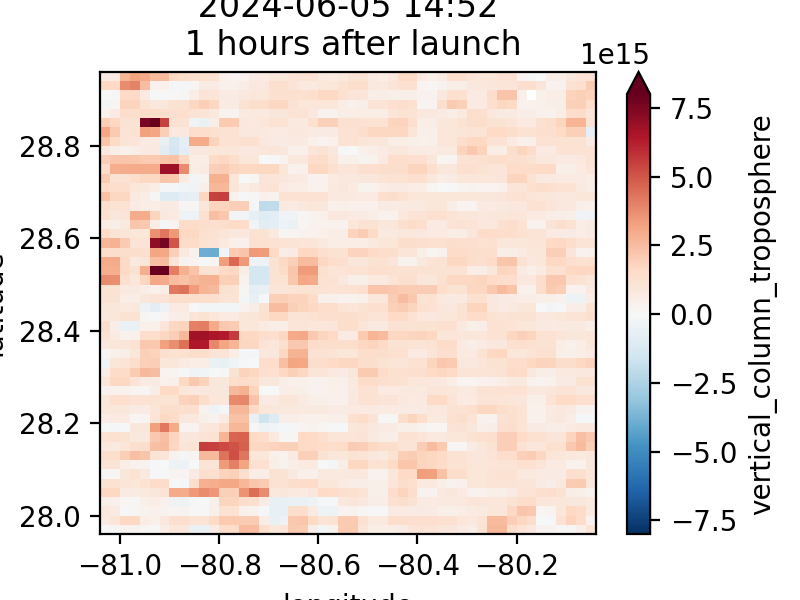 2024-06-05 14:52
1 hours after launch
1e15
28.8
28.6
28.4
28.2
28.0
−81.0 −80.8 −80.6 −80.4 −80.2
7.5
5.0
2.5
0.0
−2.5
−5.0
−7.5
vertical_column_troposphere
longitude